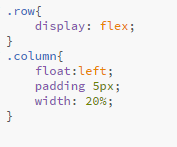 .row{
    display: flex;
}
.column{
    float:left;
    padding 5px;
    width: 20%;
}